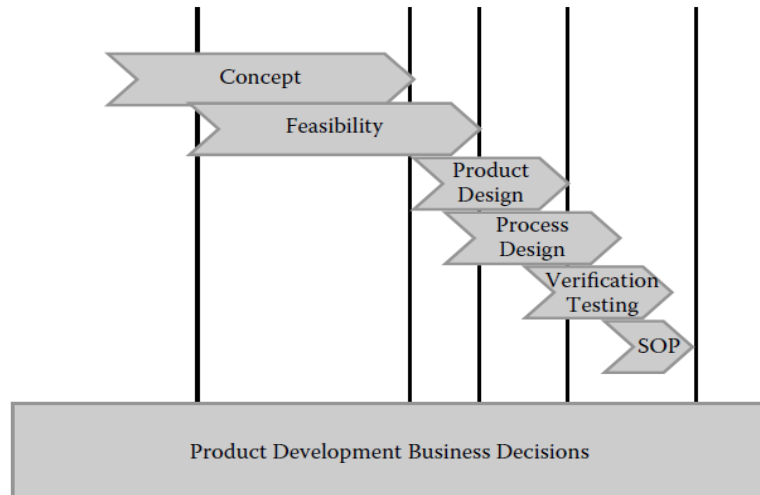 Concept
Feasibility
Product
Design
Process
Design
Verification
Testing
SOP
Product Development Business Decisions